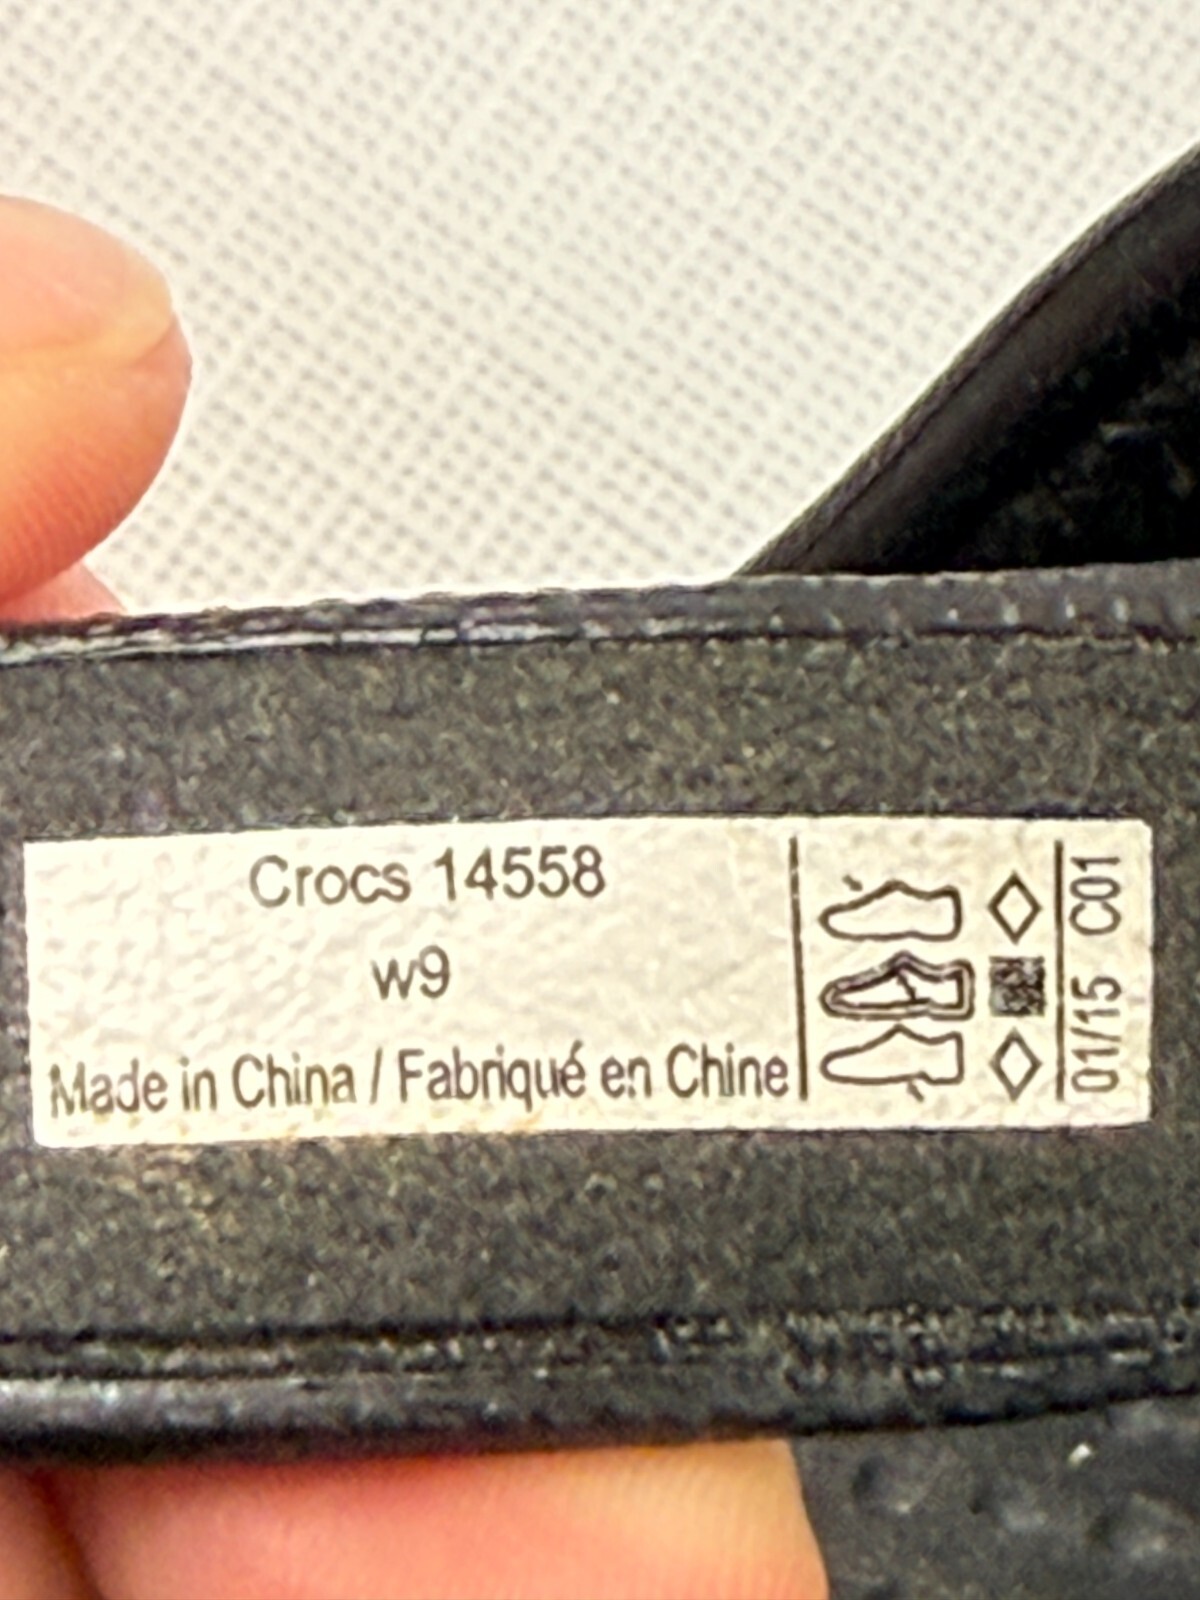 Crocs 14558
w9
Made in China / Fabriqué en Chine
01/15 C01